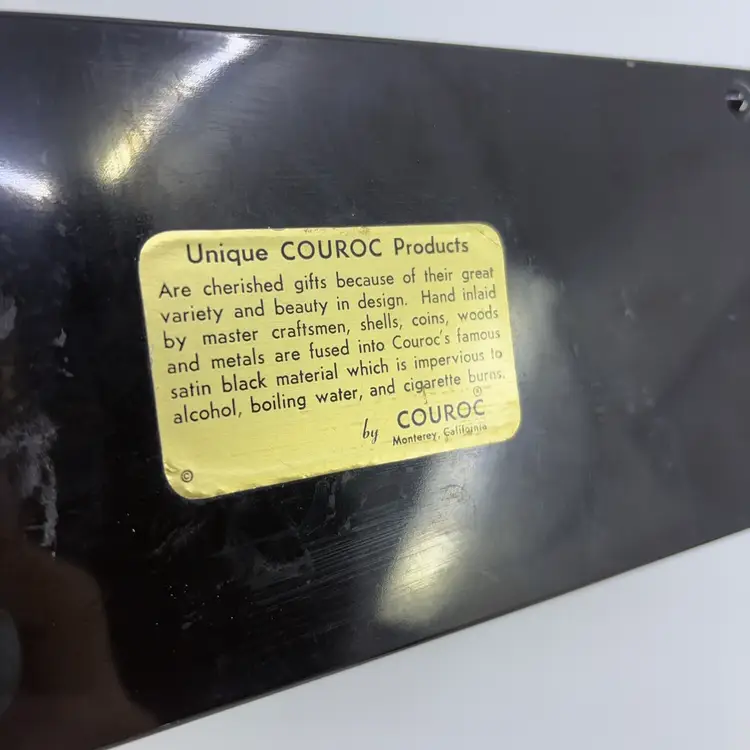 Unique COUROC Products
Are cherished gifts because of their great
variety and beauty in design. Hand inlaid
by master craftsmen, shells, coins, woods
and metals are fused into Couroc's famous
satin black material which is impervious to
alcohol, boiling water, and cigarette burns.
by COUROC®
Monterey, California
©